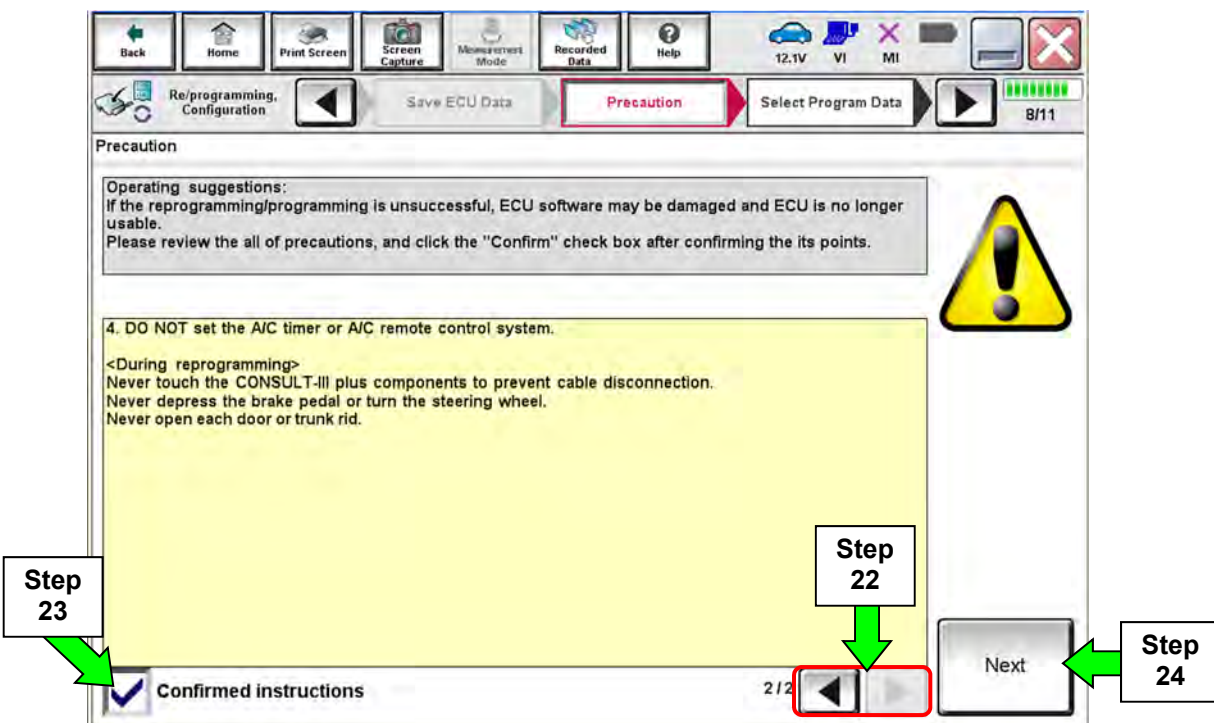 Back
Home
Print Screen
Screen
Capture
Measurement
Mode
Recorded
Data
Help
12.1V
VI
MI
Re/programming,
Configuration
Save ECU Data
Precaution
Select Program Data
8/11
Precaution
Operating suggestions:
If the reprogramming/programming is unsuccessful, ECU software may be damaged and ECU is no longer
usable.
Please review the all of precautions, and click the "Confirm" check box after confirming the its points.
4. DO NOT set the A/C timer or A/C remote control system.
<During reprogramming>
Never touch the CONSULT-III plus components to prevent cable disconnection.
Never depress the brake pedal or turn the steering wheel.
Never open each door or trunk rid.
Step
22
Step
23
Confirmed instructions
2/2
Next
Step
24